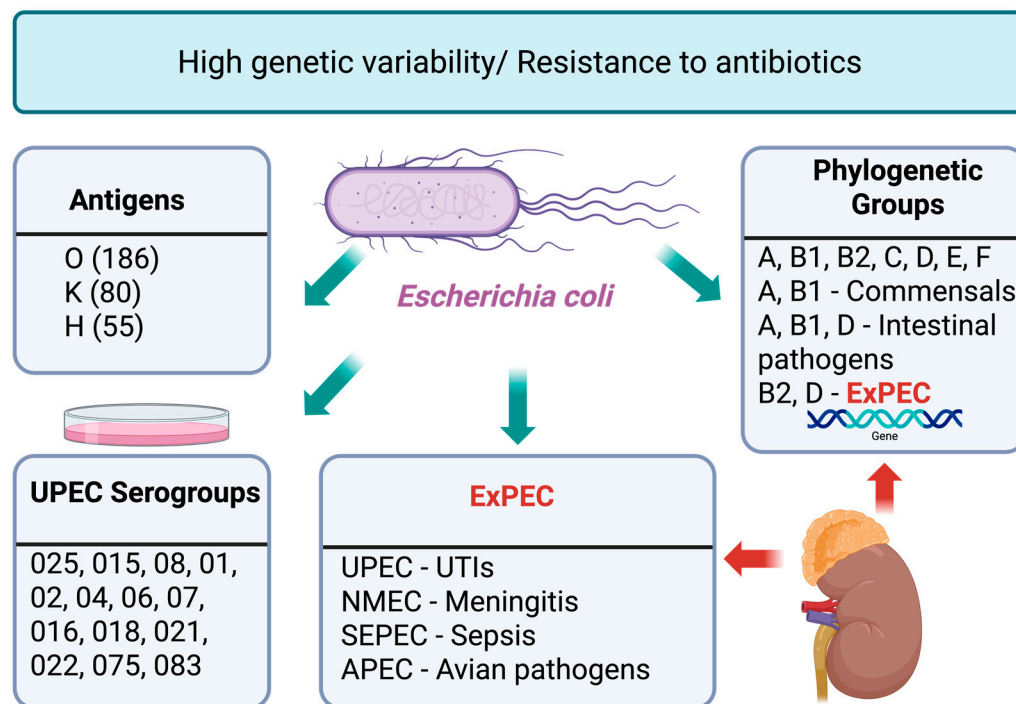 High genetic variability/ Resistance to antibiotics
Antigens
O (186)
K (80)
H (55)
Escherichia coli
Phylogenetic
Groups
A, B1, B2, C, D, E, F
A, B1 - Commensals
A, B1, D - Intestinal
pathogens
B2, D - ExPEC
Gene
UPEC Serogroups
025, 015, 08, 01,
02, 04, 06, 07,
016, 018, 021,
022, 075, 083
ExPEC
UPEC - UTIs
NMEC - Meningitis
SEPEC - Sepsis
APEC - Avian pathogens